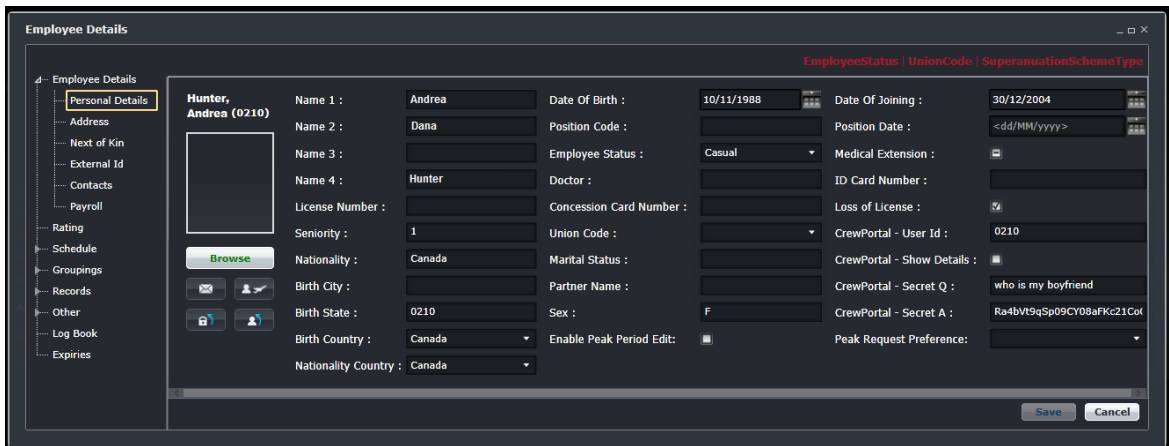 Employee Details
EmployeeStatus | UnionCode | SuperanuationSchemeType
Employee Details
Personal Details
Address
Next of Kin
External Id
Contacts
Payroll
Rating
Schedule
Groupings
Records
Other
Log Book
Expiries
Hunter,
Andrea (0210)
Browse
Name 1 : Andrea
Name 2 : Dana
Name 3 :
Name 4 : Hunter
License Number :
Seniority : 1
Nationality : Canada
Birth City :
Birth State : 0210
Birth Country : Canada
Nationality Country : Canada
Date Of Birth : 10/11/1988
Position Code :
Employee Status : Casual
Doctor :
Concession Card Number :
Union Code :
Marital Status :
Partner Name :
Sex : F
Enable Peak Period Edit:
Date Of Joining : 30/12/2004
Position Date : <dd/MM/yyyy>
Medical Extension :
ID Card Number :
Loss of License :
CrewPortal - User Id : 0210
CrewPortal - Show Details :
CrewPortal - Secret Q : who is my boyfriend
CrewPortal - Secret A :
Peak Request Preference:
Save
Cancel